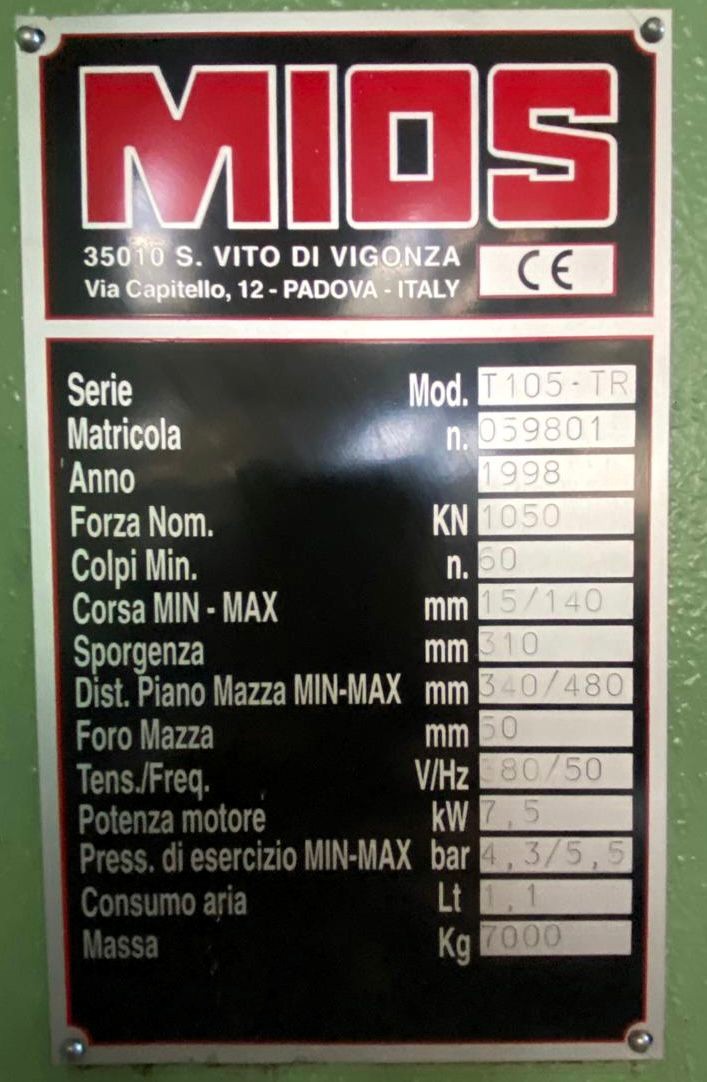 MIOS
35010 S. VITO DI VIGONZA
Via Capitello, 12 - PADOVA - ITALY
CE
Serie Mod. T105-TR
Matricola n. 059801
Anno 1998
Forza Nom. KN 1050
Colpi Min. n. 60
Corsa MIN - MAX mm 15/140
Sporgenza mm 310
Dist. Piano Mazza MIN-MAX mm 340/480
Foro Mazza mm 50
Tens./Freq. V/Hz 380/50
Potenza motore kW 7,5
Press. di esercizio MIN-MAX bar 4,3/5,5
Consumo aria Lt 1,1
Massa Kg 7000